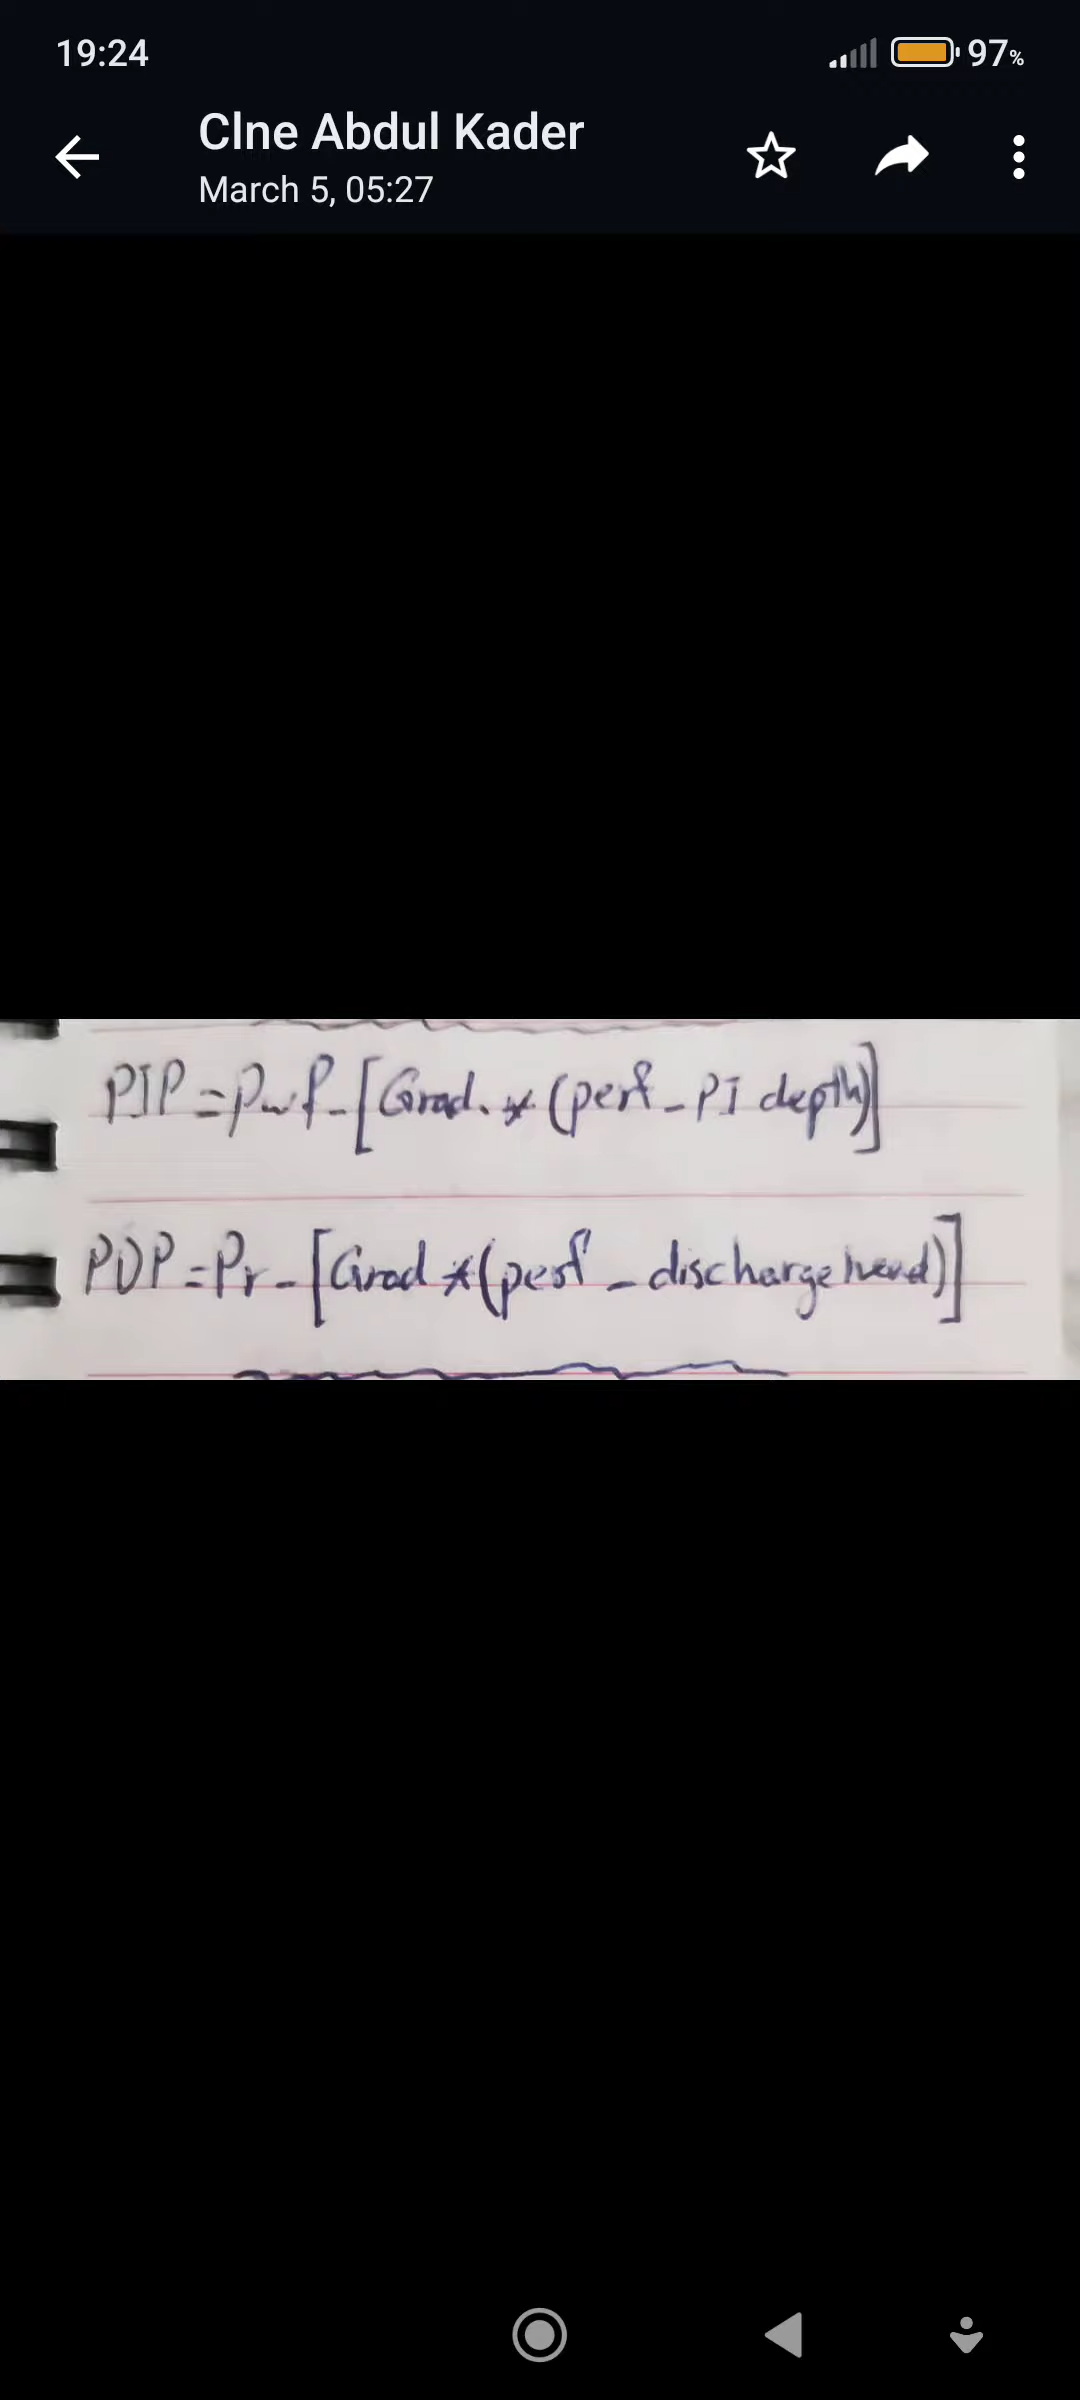 19:24
97%
Clne Abdul Kader
March 5, 05:27
PIP = Pwf - [Grad. * (perf - PI depth)]
PDP = Pr - [Grad * (perf - discharge head)]